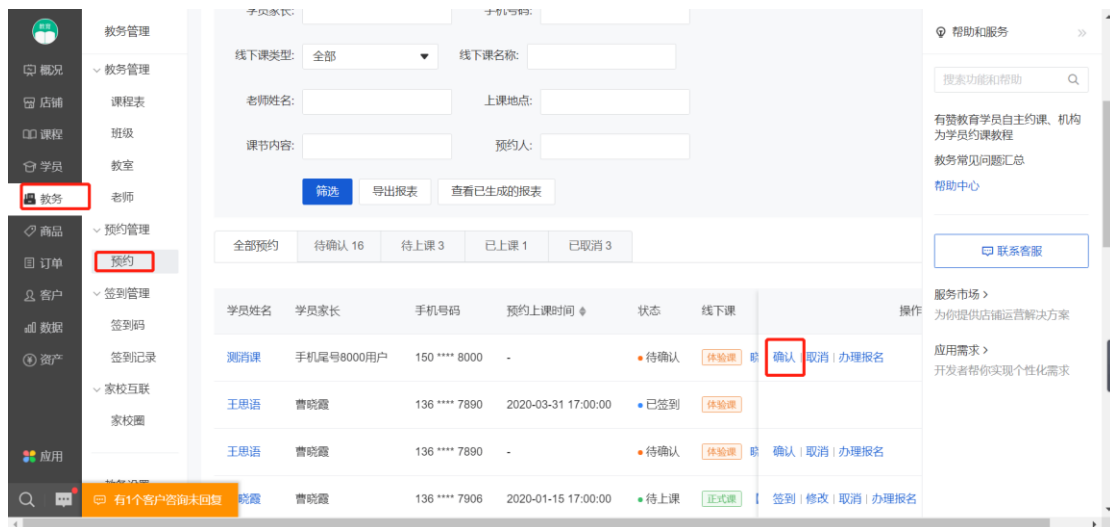 教务管理
概况
店铺
课程
学员
教务
商品
订单
客户
数据
资产
应用
教务管理
课程表
班级
教室
老师
预约管理
预约
签到管理
签到码
签到记录
家校互联
家校圈
有1个客户咨询未回复
学员家长: 手机号码:
线下课类型: 全部 线下课名称:
老师姓名: 上课地点:
课节内容: 预约人:
筛选 导出报表 查看已生成的报表
全部预约 待确认 16 待上课 3 已上课 1 已取消 3
学员姓名 学员家长 手机号码 预约上课时间 状态 线下课 操作
测消课 手机尾号8000用户 150 **** 8000 - 待确认 体验课 确认 | 取消 | 办理报名
王思语 曹晓霞 136 **** 7890 2020-03-31 17:00:00 已签到 体验课
王思语 曹晓霞 136 **** 7890 - 待确认 体验课 确认 | 取消 | 办理报名
晓霞 曹晓霞 136 **** 7906 2020-01-15 17:00:00 待上课 正式课 签到 | 修改 | 取消 | 办理报名
帮助和服务 »
搜索功能和帮助
有赞教育学员自主约课、机构
为学员约课教程
教务常见问题汇总
帮助中心
联系客服
服务市场 >
为你提供店铺运营解决方案
应用需求 >
开发者帮你实现个性化需求